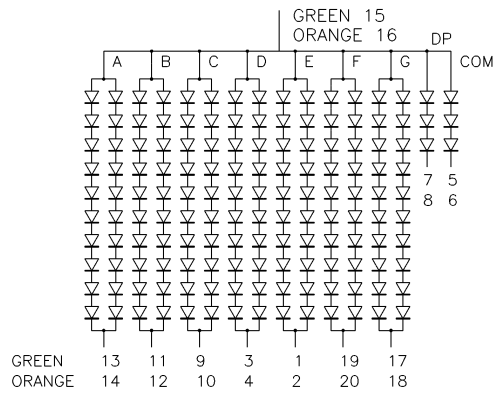 GREEN 15
ORANGE 16
DP
A B C D E F G COM
7 5
8 6
GREEN 13 11 9 3 1 19 17
ORANGE 14 12 10 4 2 20 18